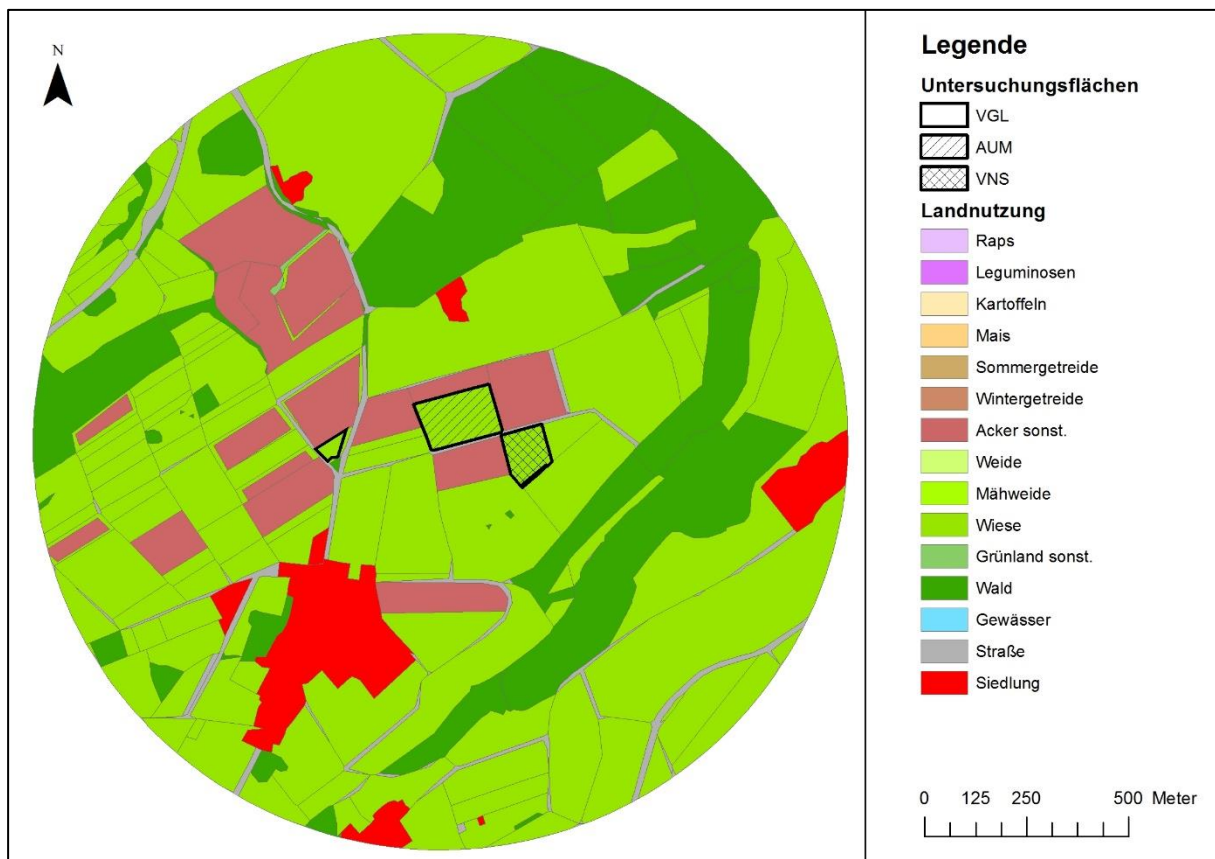 N
Legende
Untersuchungsflächen
VGL
AUM
VNS
Landnutzung
Raps
Leguminosen
Kartoffeln
Mais
Sommergetreide
Wintergetreide
Acker sonst.
Weide
Mähweide
Wiese
Grünland sonst.
Wald
Gewässer
Straße
Siedlung
0 125 250 500 Meter